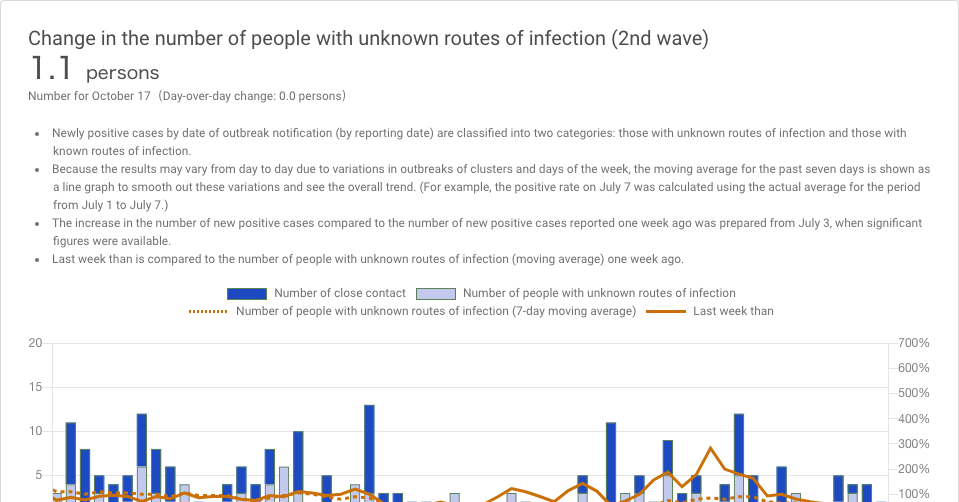 Change in the number of people with unknown routes of infection (2nd wave)
1.1 persons
Number for October 17（Day-over-day change: 0.0 persons）
• Newly positive cases by date of outbreak notification (by reporting date) are classified into two categories: those with unknown routes of infection and those with
known routes of infection.
• Because the results may vary from day to day due to variations in outbreaks of clusters and days of the week, the moving average for the past seven days is shown as
a line graph to smooth out these variations and see the overall trend. (For example, the positive rate on July 7 was calculated using the actual average for the period
from July 1 to July 7.)
• The increase in the number of new positive cases compared to the number of new positive cases reported one week ago was prepared from July 3, when significant
figures were available.
• Last week than is compared to the number of people with unknown routes of infection (moving average) one week ago.
Number of close contact Number of people with unknown routes of infection
Number of people with unknown routes of infection (7-day moving average) Last week than
20 700%
600%
15 500%
400%
10 300%
200%
5 100%